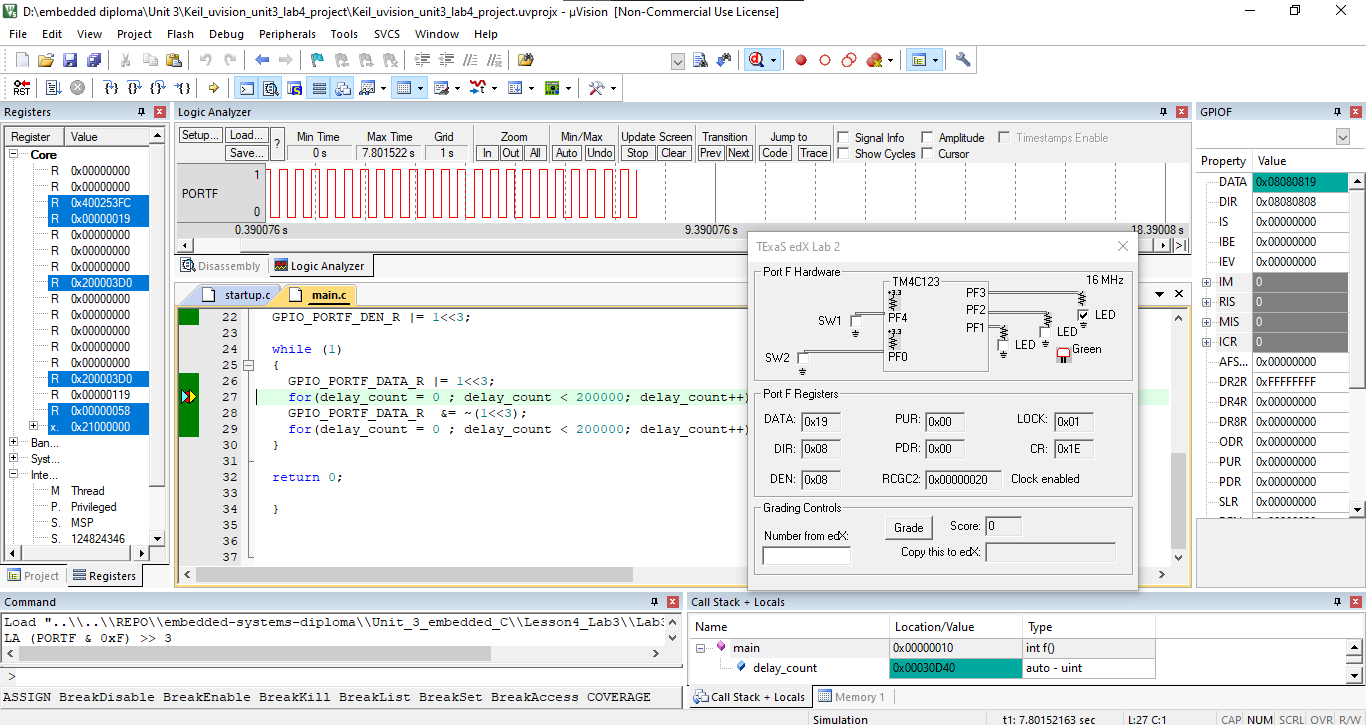 D:\embedded diploma\Unit 3\Keil_uvision_unit3_lab4_project\Keil_uvision_unit3_lab4_project.uvprojx - µVision [Non-Commercial Use License]
File Edit View Project Flash Debug Peripherals Tools SVCS Window Help
RST
Registers
Register Value
Core
R 0x00000000
R 0x00000000
R 0x400253FC
R 0x00000019
R 0x00000000
R 0x00000000
R 0x00000000
R 0x200003D0
R 0x00000000
R 0x00000000
R 0x00000000
R 0x00000000
R 0x00000000
R 0x200003D0
R 0x00000119
R 0x00000058
x. 0x21000000
Ban...
Syst...
Inte...
M Thread
P. Privileged
S. MSP
S. 124824346
Project Registers
Logic Analyzer
Setup... Load... Save... ?
Min Time Max Time Grid Zoom Min/Max Update Screen Transition Jump to Signal Info Amplitude Timestamps Enable
0 s 7.801522 s 1 s In Out All Auto Undo Stop Clear Prev Next Code Trace Show Cycles Cursor
PORTF
1
0
0.390076 s 9.390076 s 18.39008 s
Disassembly Logic Analyzer
startup.c main.c
22 GPIO_PORTF_DEN_R |= 1<<3;
23
24 while (1)
25 {
26 GPIO_PORTF_DATA_R |= 1<<3;
27 for(delay_count = 0 ; delay_count < 200000; delay_count++)
28 GPIO_PORTF_DATA_R &= ~(1<<3);
29 for(delay_count = 0 ; delay_count < 200000; delay_count++)
30 }
31
32 return 0;
33
34 }
35
36
37
TExaS edX Lab 2
Port F Hardware
TM4C123 16 MHz
+3.3
PF3
PF2
PF1
SW1 PF4
+3.3
SW2 PF0
LED
LED
LED
Green
Port F Registers
DATA: 0x19 PUR: 0x00 LOCK: 0x01
DIR: 0x08 PDR: 0x00 CR: 0x1E
DEN: 0x08 RCGC2: 0x00000020 Clock enabled
Grading Controls
Number from edX: Grade Score: 0
Copy this to edX:
GPIOF
Property Value
DATA 0x08080819
DIR 0x08080808
IS 0x00000000
IBE 0x00000000
IEV 0x00000000
IM 0
RIS 0
MIS 0
ICR 0
AFS... 0x00000000
DR2R 0xFFFFFFFF
DR4R 0x00000000
DR8R 0x00000000
ODR 0x00000000
PUR 0x00000000
PDR 0x00000000
SLR 0x00000000
Command
Load "..\\..\\REPO\\embedded-systems-diploma\\Unit_3_embedded_C\\Lesson4_Lab3\\Lab3
LA (PORTF & 0xF) >> 3
>
ASSIGN BreakDisable BreakEnable BreakKill BreakList BreakSet BreakAccess COVERAGE
Call Stack + Locals
Name Location/Value Type
main 0x00000010 int f()
delay_count 0x00030D40 auto - uint
Call Stack + Locals Memory 1
Simulation t1: 7.80152163 sec L:27 C:1 CAP NUM SCRL OVR R/W